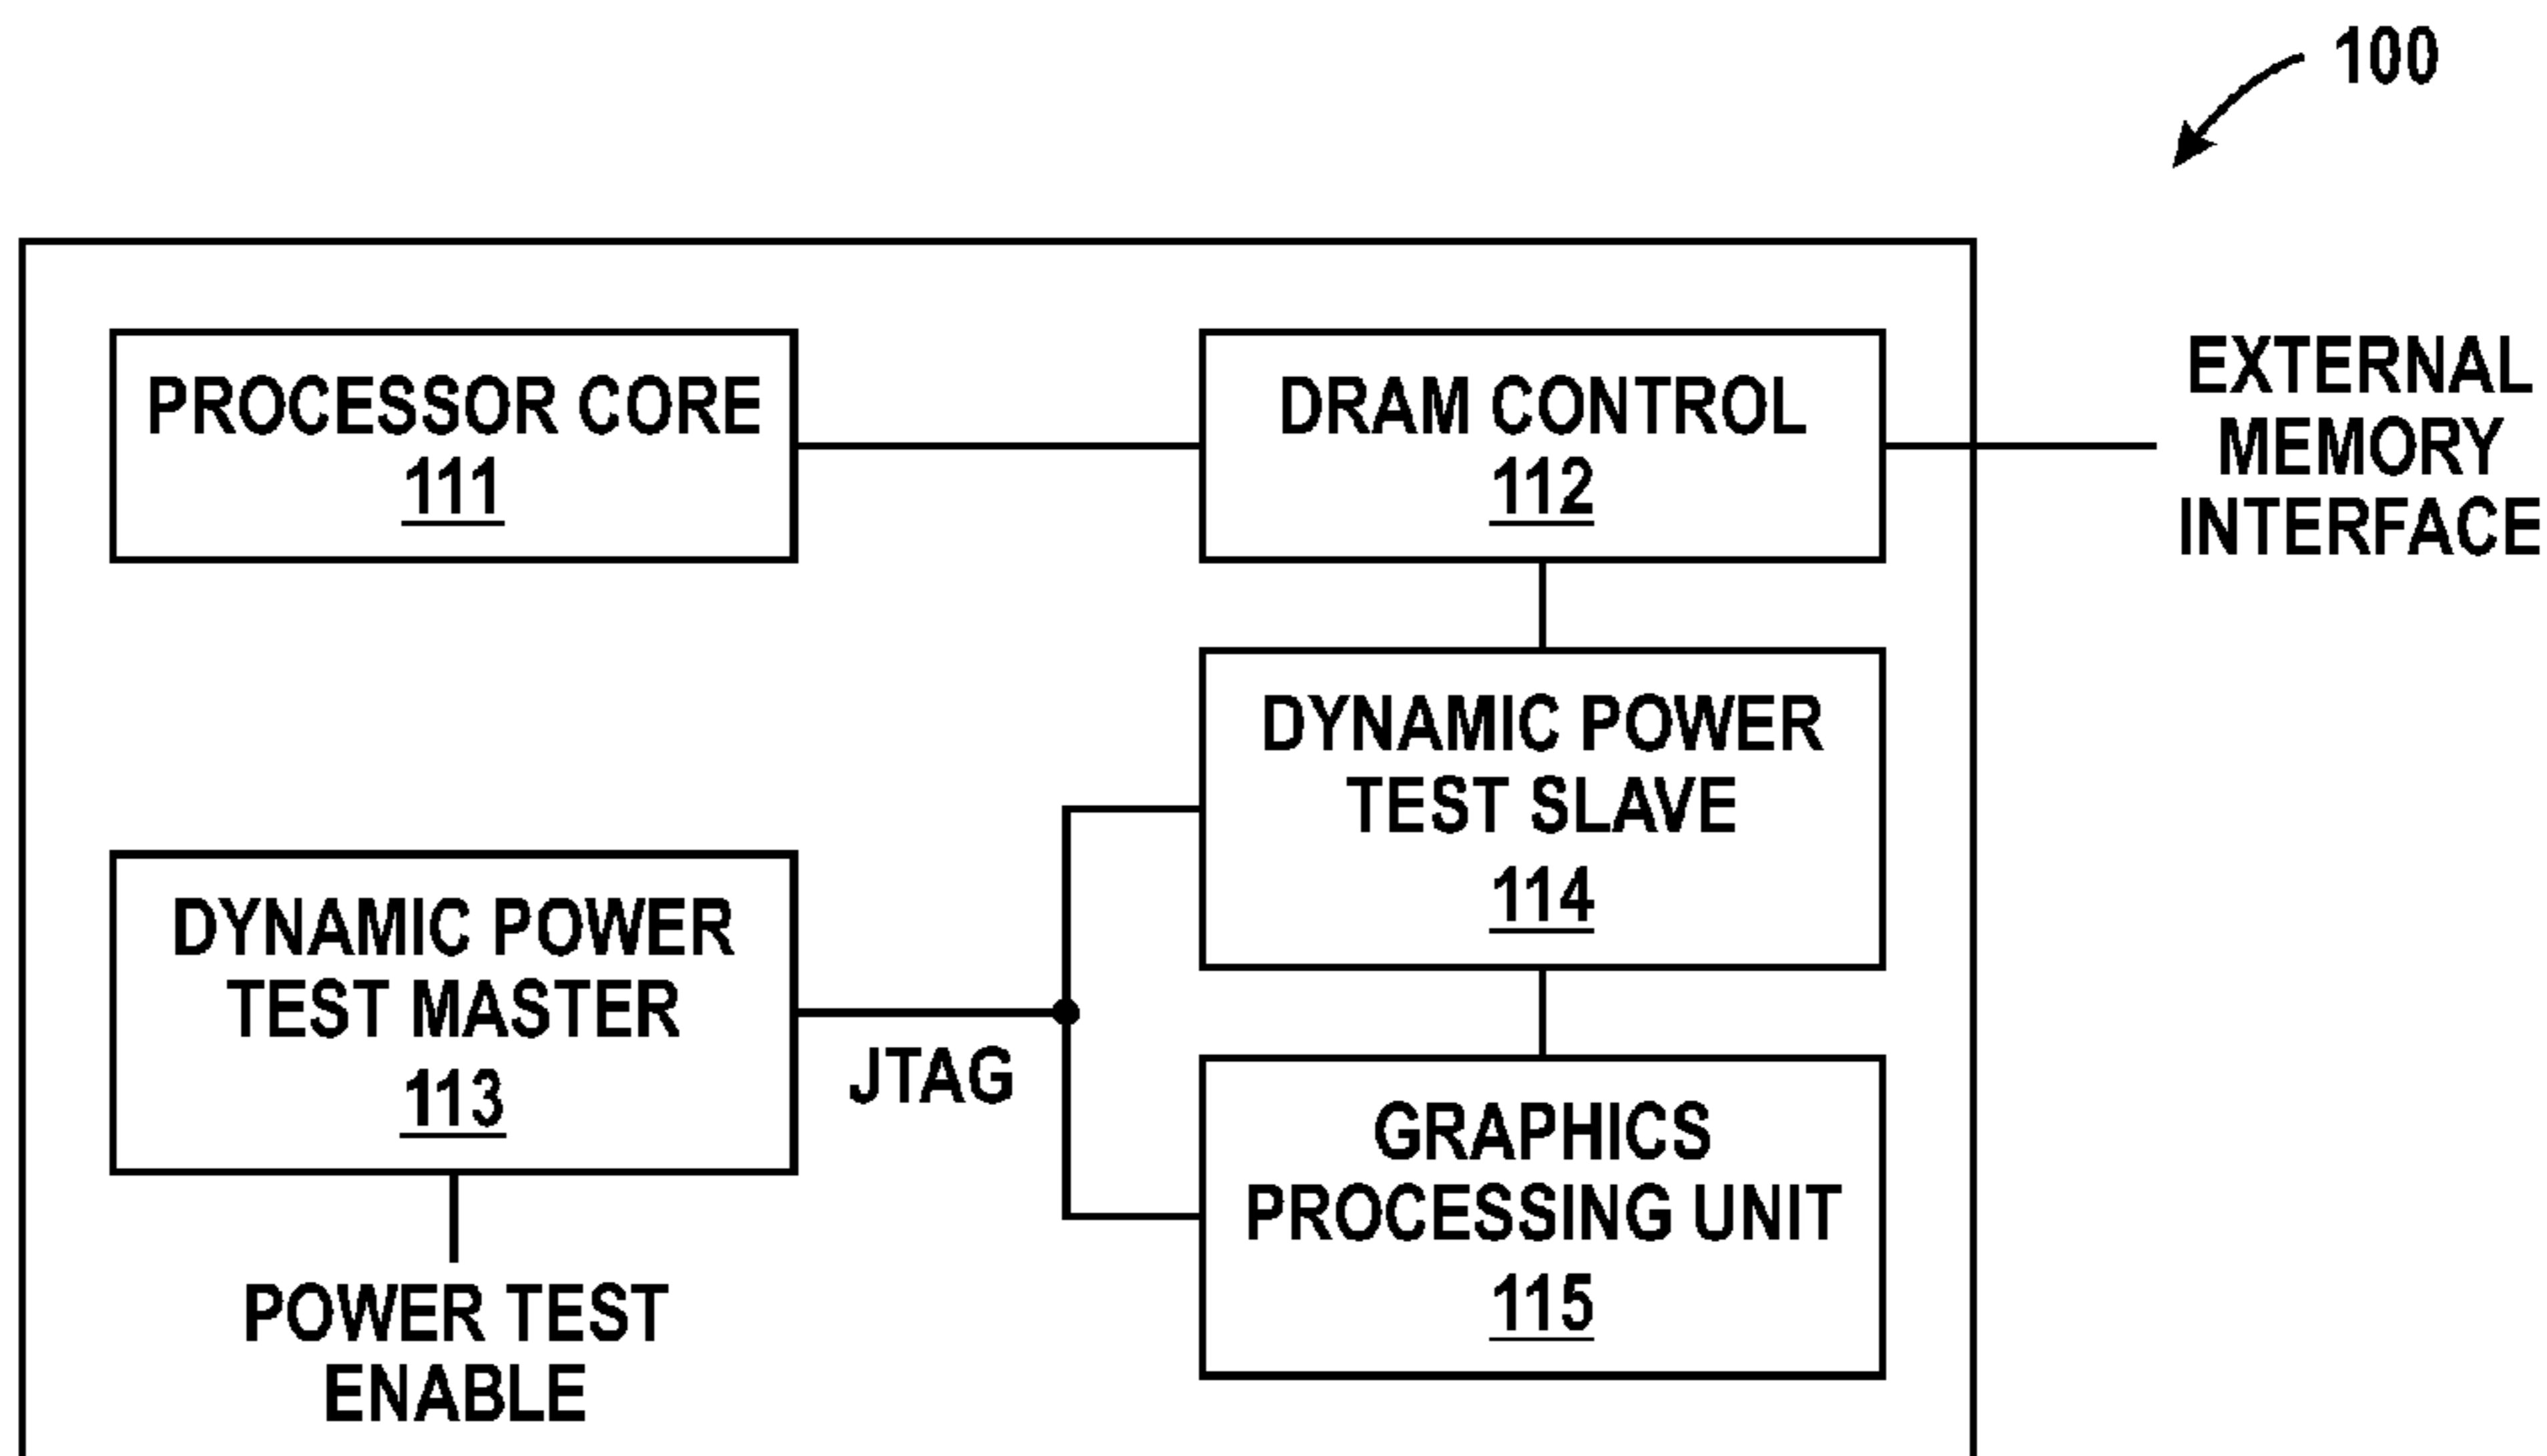 100
PROCESSOR CORE
111
DRAM CONTROL
112
EXTERNAL
MEMORY
INTERFACE
DYNAMIC POWER
TEST SLAVE
114
DYNAMIC POWER
TEST MASTER
113
JTAG
GRAPHICS
PROCESSING UNIT
115
POWER TEST
ENABLE